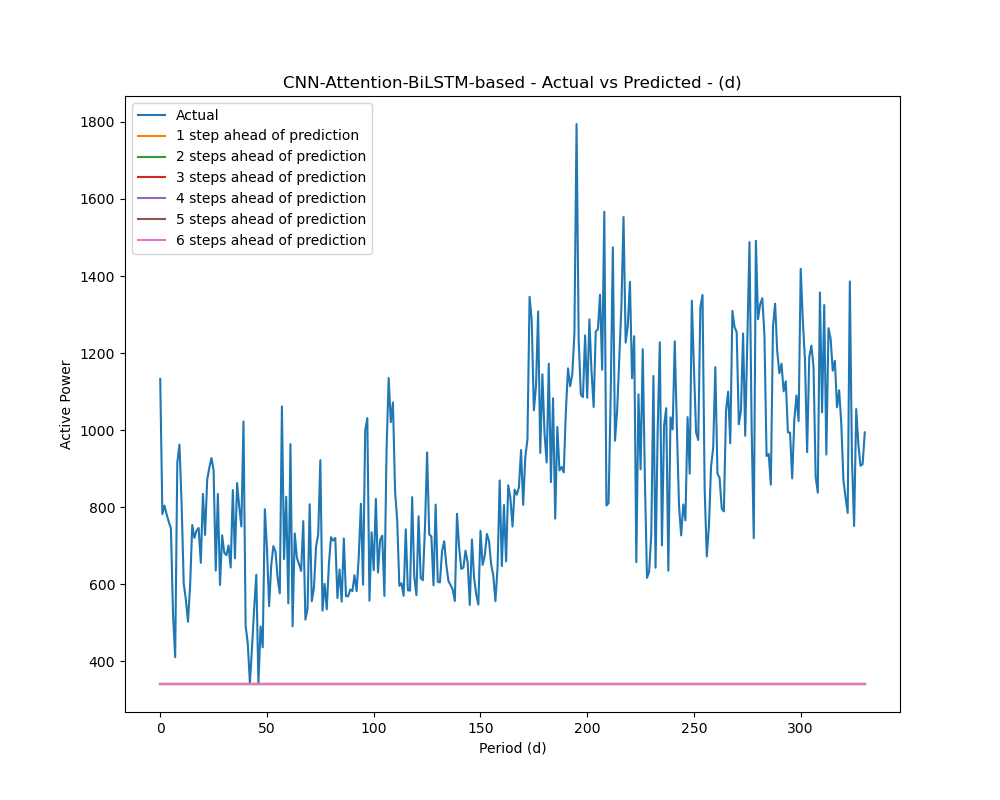 CNN-Attention-BiLSTM-based - Actual vs Predicted - (d)
Actual
1 step ahead of prediction
2 steps ahead of prediction
3 steps ahead of prediction
4 steps ahead of prediction
5 steps ahead of prediction
6 steps ahead of prediction
1800
1600
1400
1200
1000
800
600
400
Active Power
0 50 100 150 200 250 300
Period (d)